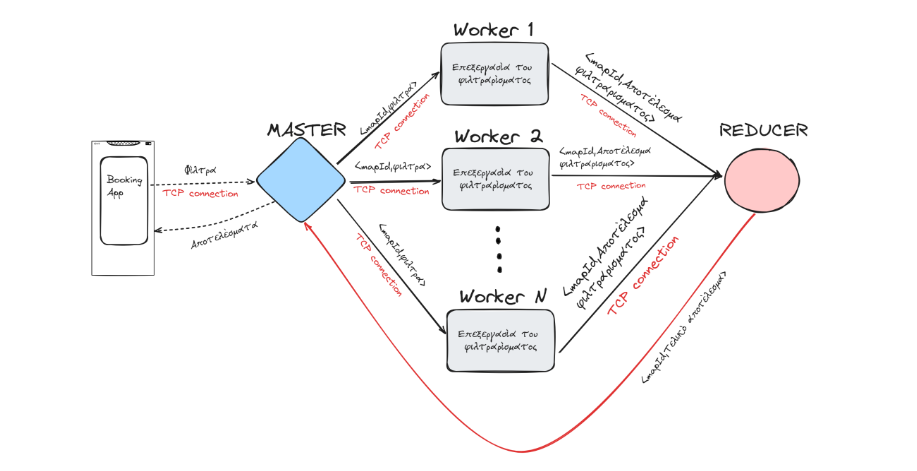 Worker 1
Επεξεργασία του
φιλτραρίσματος
<mapId,φίλτρα>
TCP connection
<mapId,Αποτέλεσμα
φιλτραρίσματος>
TCP connection
MASTER
Worker 2
Επεξεργασία του
φιλτραρίσματος
<mapId,φίλτρα>
TCP connection
<mapId,Αποτέλεσμα
φιλτραρίσματος>
TCP connection
REDUCER
Booking
App
Φίλτρα
TCP connection
Αποτελέσματα
<mapId,φίλτρα>
TCP connection
Worker N
Επεξεργασία του
φιλτραρίσματος
<mapId,Αποτέλεσμα
φιλτραρίσματος>
TCP connection
<mapId,Τελικό αποτέλεσμα>